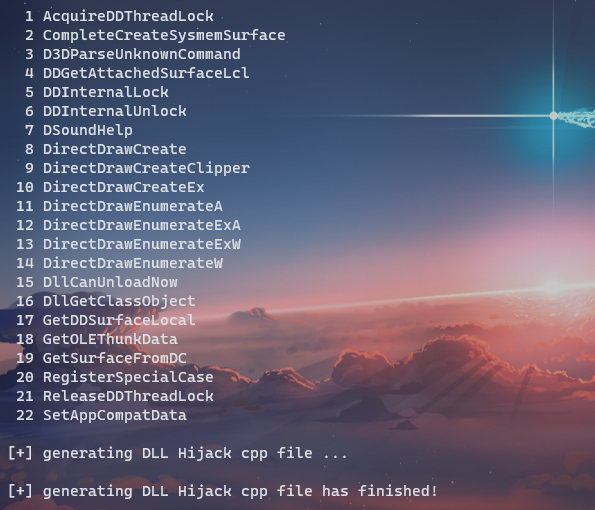 1 AcquireDDThreadLock
2 CompleteCreateSysmemSurface
3 D3DParseUnknownCommand
4 DDGetAttachedSurfaceLcl
5 DDInternalLock
6 DDInternalUnlock
7 DSoundHelp
8 DirectDrawCreate
9 DirectDrawCreateClipper
10 DirectDrawCreateEx
11 DirectDrawEnumerateA
12 DirectDrawEnumerateExA
13 DirectDrawEnumerateExW
14 DirectDrawEnumerateW
15 DllCanUnloadNow
16 DllGetClassObject
17 GetDDSurfaceLocal
18 GetOLEThunkData
19 GetSurfaceFromDC
20 RegisterSpecialCase
21 ReleaseDDThreadLock
22 SetAppCompatData
[+] generating DLL Hijack cpp file ...
[+] generating DLL Hijack cpp file has finished!